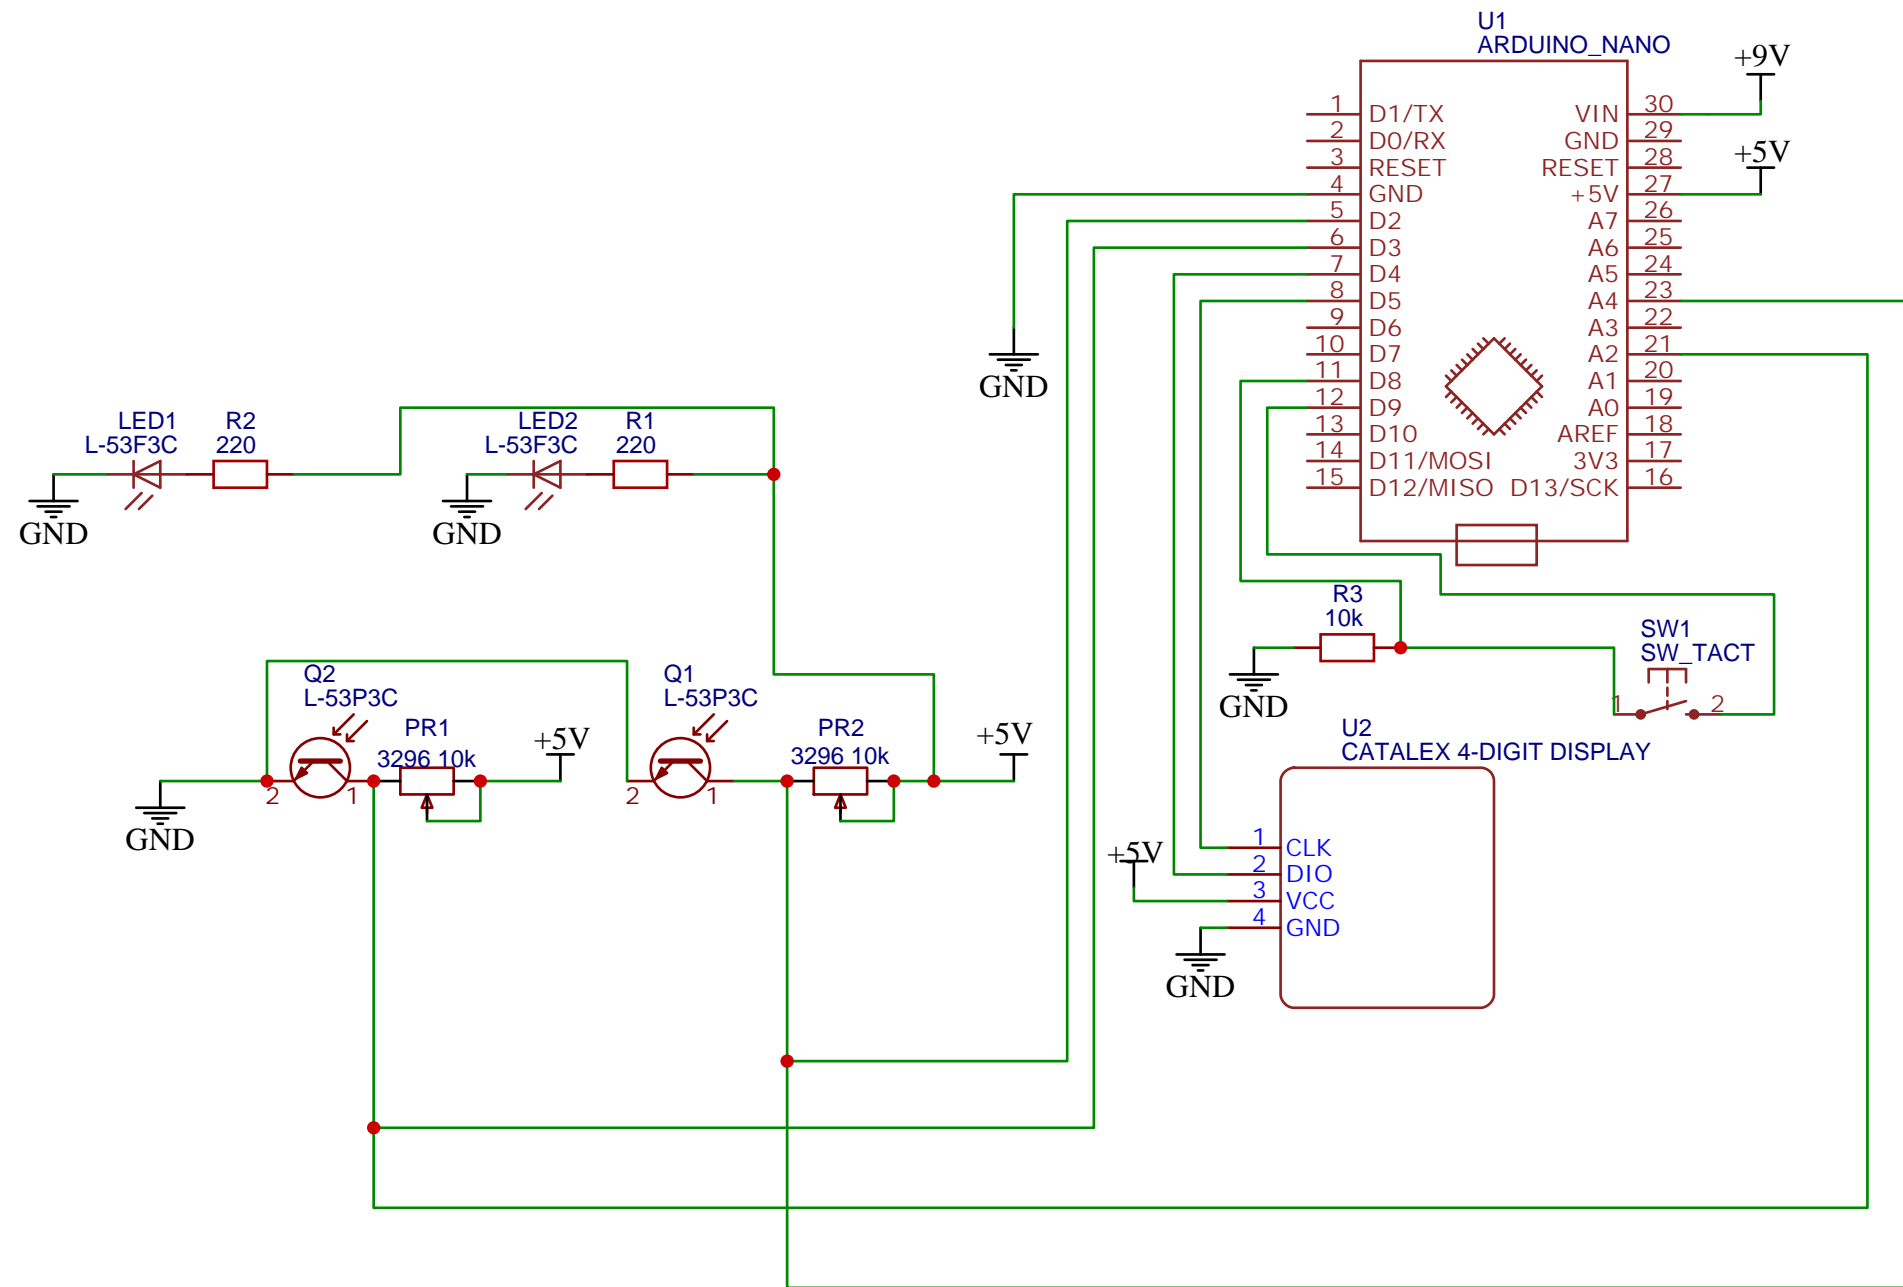 U1
ARDUINO_NANO
+9V
1 D1/TX VIN 30
2 D0/RX GND 29
3 RESET RESET 28
+5V
4 GND +5V 27
5 D2 A7 26
6 D3 A6 25
7 D4 A5 24
8 D5 A4 23
9 D6 A3 22
10 D7 A2 21
11 D8 A1 20
12 D9 A0 19
13 D10 AREF 18
14 D11/MOSI 3V3 17
15 D12/MISO D13/SCK 16
GND
LED1
L-53F3C
R2
220
LED2
L-53F3C
R1
220
GND
GND
R3
10k
SW1
SW_TACT
1 2
GND
Q2
L-53P3C
PR1
3296 10k
+5V
2 1
GND
Q1
L-53P3C
PR2
3296 10k
+5V
2 1
U2
CATALEX 4-DIGIT DISPLAY
+5V
1 CLK
2 DIO
3 VCC
4 GND
GND